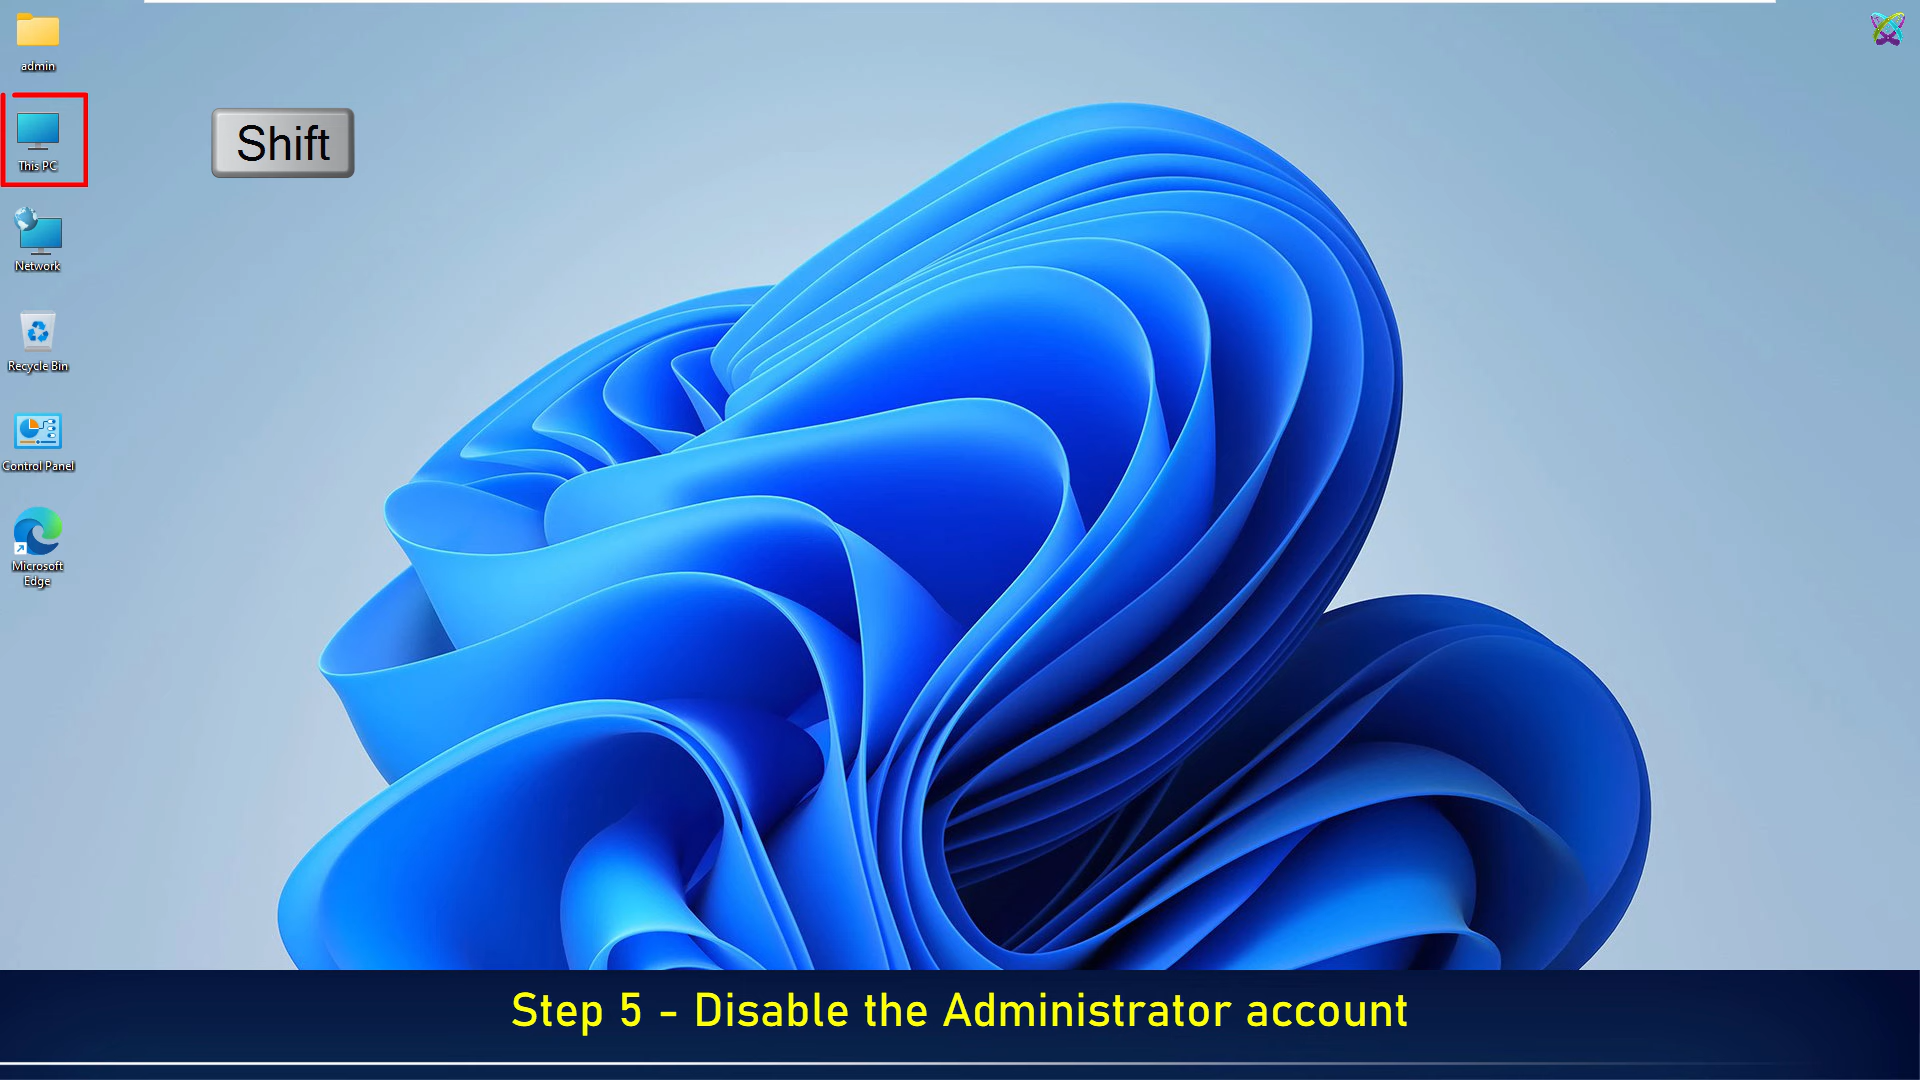 admin
This PC
Shift
Network
Recycle Bin
Control Panel
Microsoft
Edge
Step 5 - Disable the Administrator account